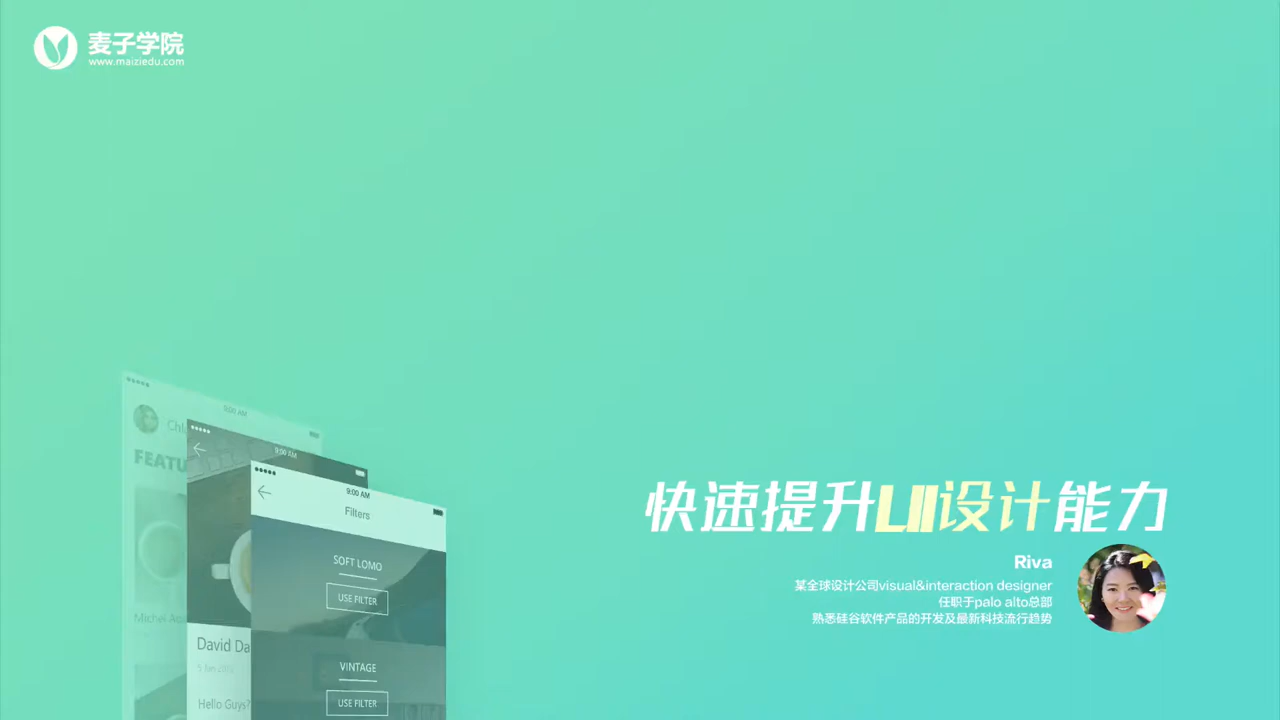 麦子学院
www.maiziedu.com
9:00 AM
FEATU
9:00 AM
David Da
Hello Guys?
9:00 AM
Filters
SOFT LOMO
USE FILTER
VINTAGE
USE FILTER
快速提升UI设计能力
Riva
某全球设计公司visual&interaction designer
任职于palo alto总部
熟悉硅谷软件产品的开发及最新科技流行趋势